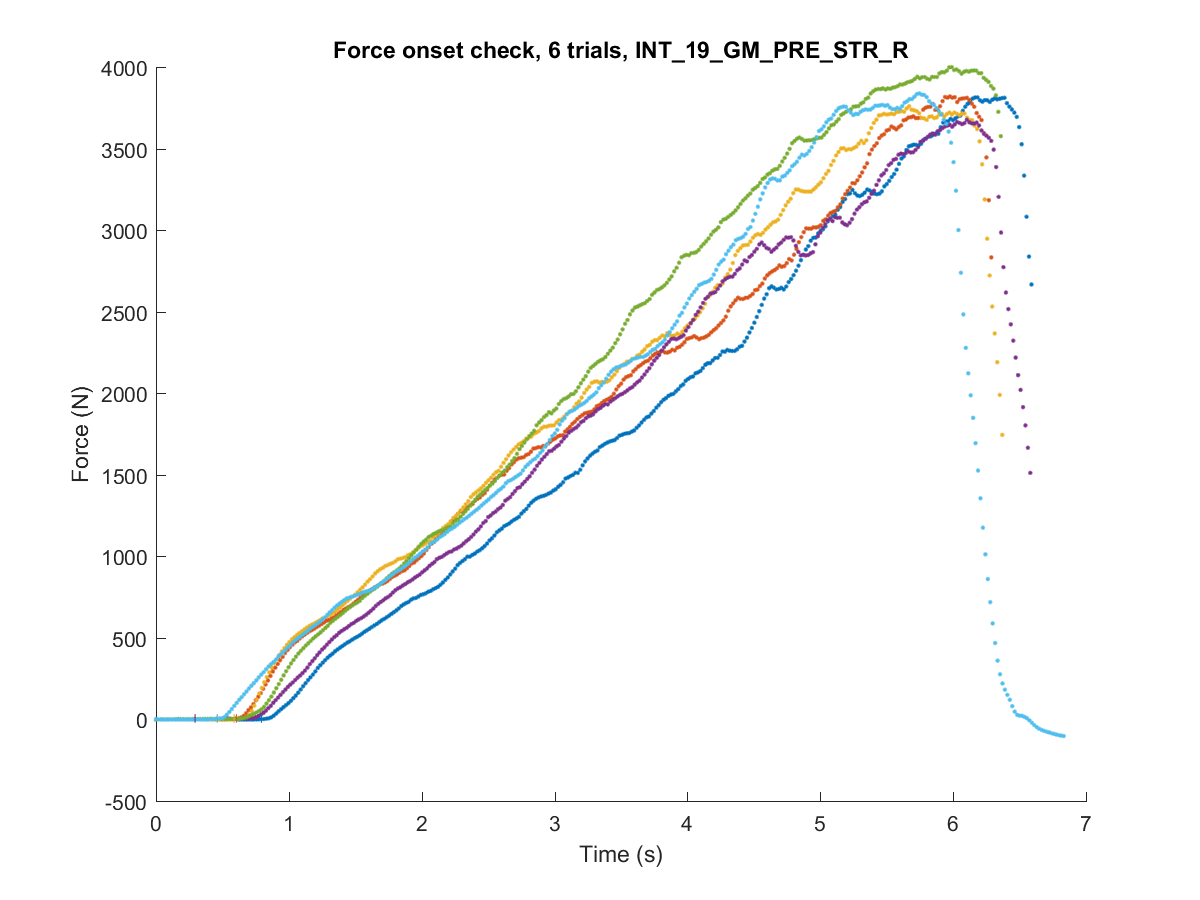 Force onset check, 6 trials, INT_19_GM_PRE_STR_R
4000
3500
3000
2500
2000
1500
1000
500
0
-500
Force (N)
0 1 2 3 4 5 6 7
Time (s)